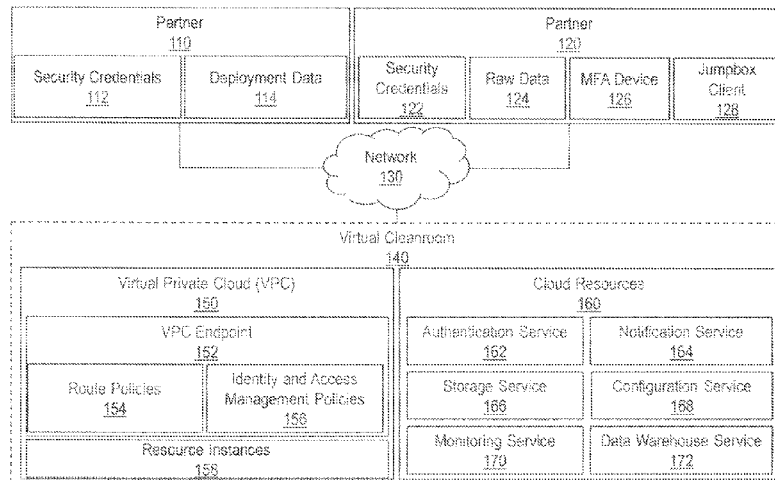 Partner
110
Security Credentials
112
Deployment Data
114
Partner
120
Security
Credentials
122
Raw Data
124
MFA Device
126
Jumpbox
Client
128
Network
130
Virtual Cleanroom
140
Virtual Private Cloud (VPC)
150
VPC Endpoint
152
Route Policies
154
Identity and Access
Management Policies
156
Resource Instances
158
Cloud Resources
160
Authentication Service
162
Notification Service
164
Storage Service
166
Configuration Service
168
Monitoring Service
170
Data Warehouse Service
172